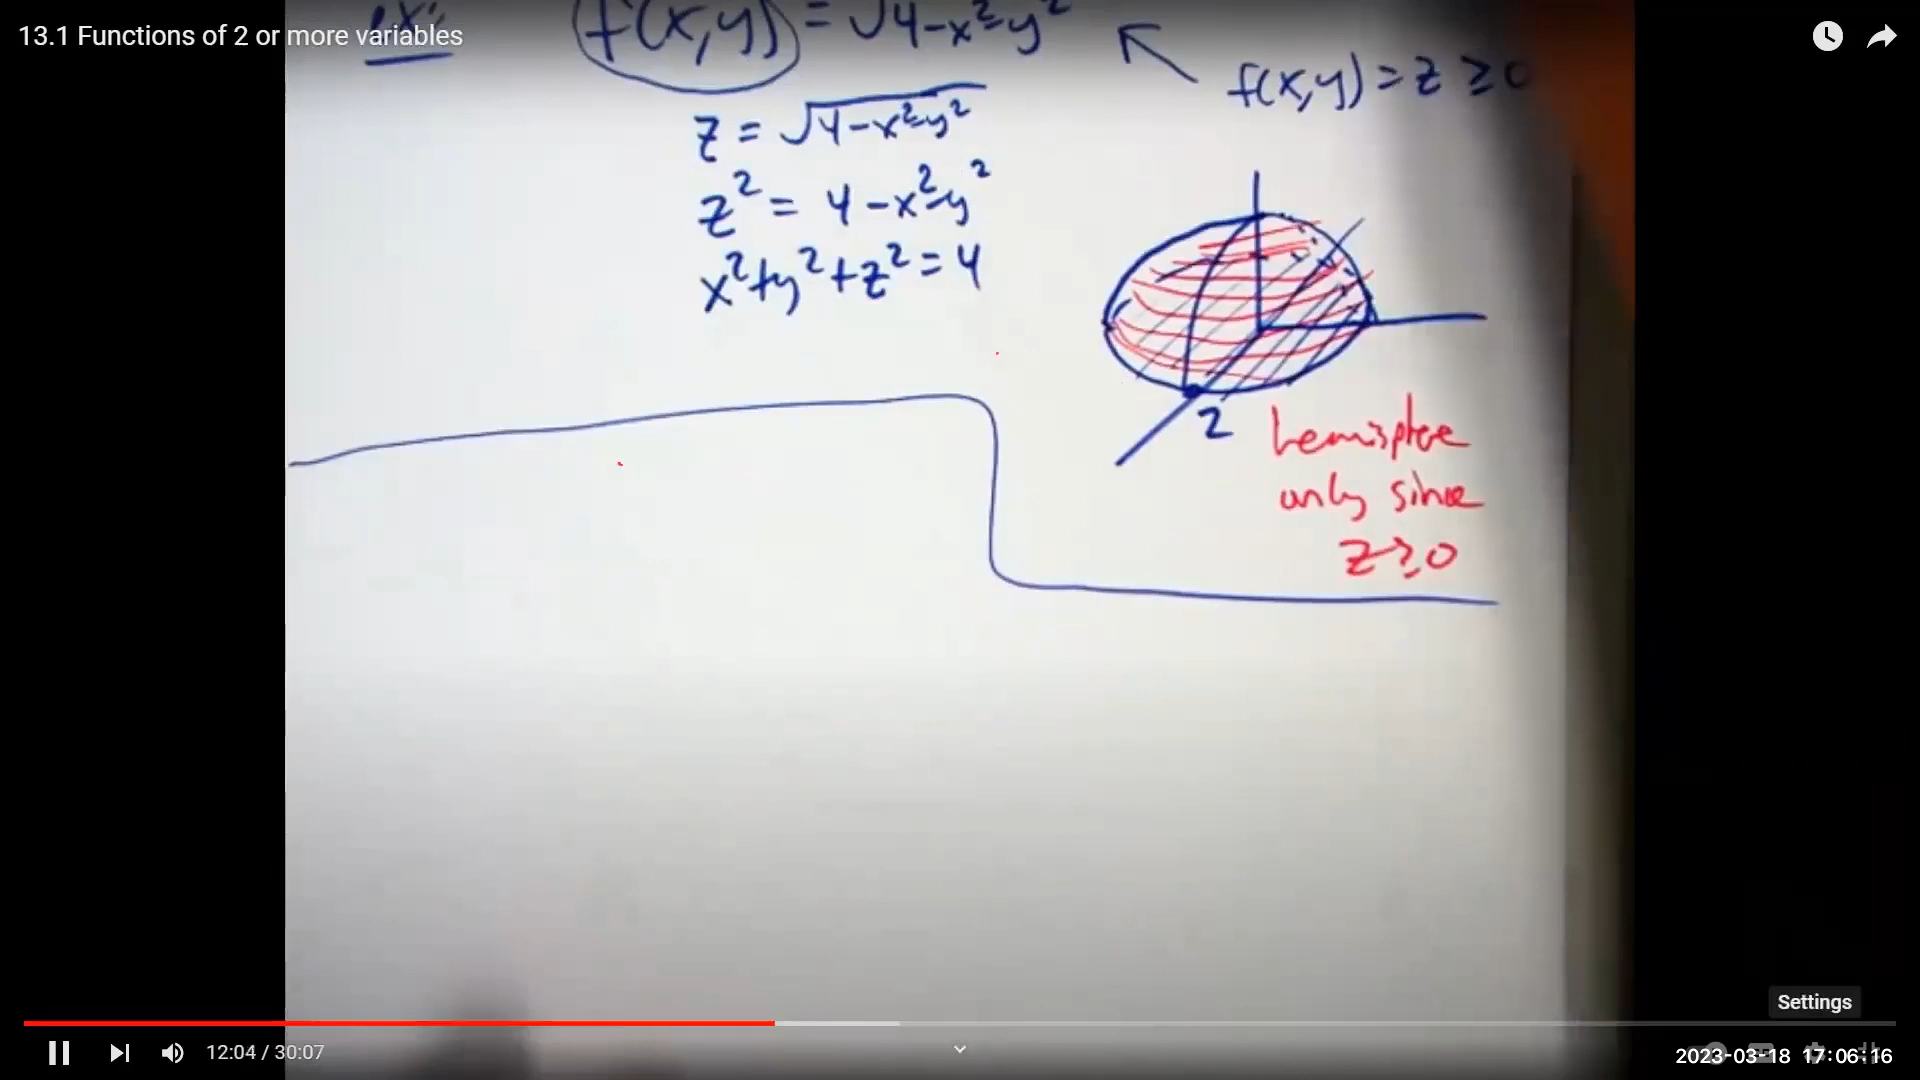 13.1 Functions of 2 or more variables
ex:
f(x,y) = √4-x²-y²
f(x,y) = z ≥ 0
z = √4-x²-y²
z² = 4-x²-y²
x²+y²+z² = 4
2
hemisphere
only since
z ≥ 0
Settings
12:04 / 30:07
2023-03-18 17:06:16